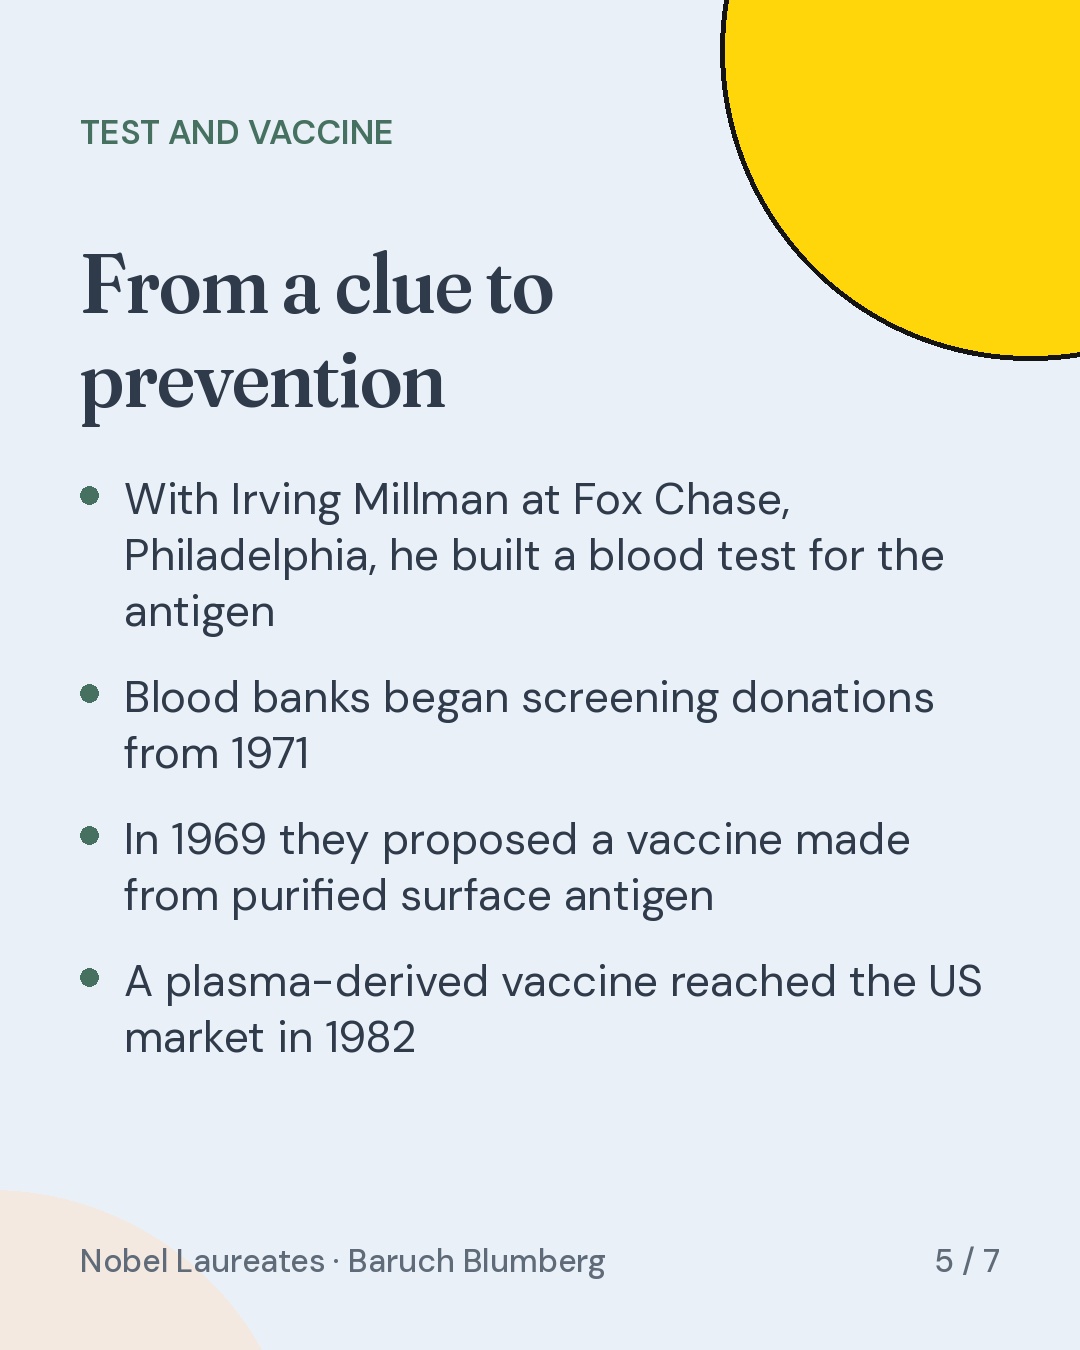 TEST AND VACCINE
From a clue to
prevention
With Irving Millman at Fox Chase,
Philadelphia, he built a blood test for the
antigen
Blood banks began screening donations
from 1971
In 1969 they proposed a vaccine made
from purified surface antigen
A plasma-derived vaccine reached the US
market in 1982
Nobel Laureates · Baruch Blumberg
5 / 7